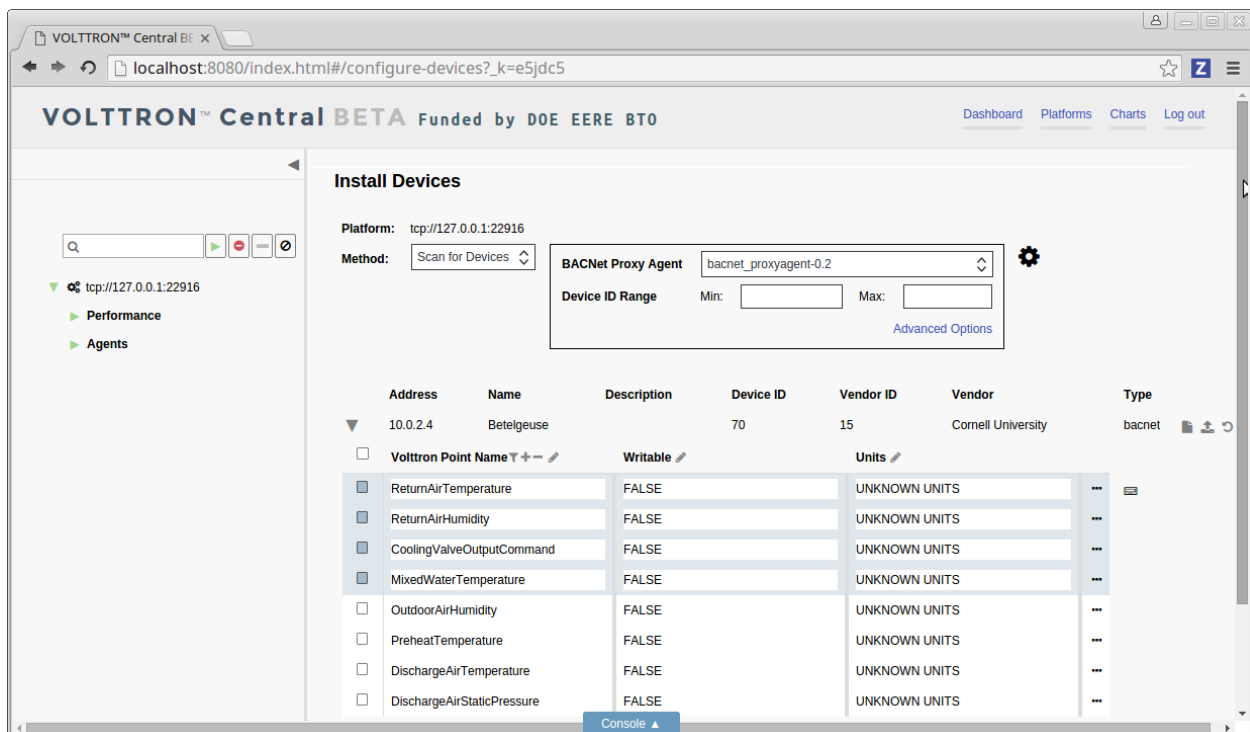 VOLTTRON™ Central BE
localhost:8080/index.html#/configure-devices?_k=e5jdc5
Z
VOLTTRON™ Central BETA Funded by DOE EERE BTO
Dashboard Platforms Charts Log out
Install Devices
Platform: tcp://127.0.0.1:22916
Method: Scan for Devices
BACNet Proxy Agent bacnet_proxyagent-0.2
Device ID Range Min: Max:
Advanced Options
tcp://127.0.0.1:22916
Performance
Agents
Address Name Description Device ID Vendor ID Vendor Type
10.0.2.4 Betelgeuse 70 15 Cornell University bacnet
Volttron Point Name Writable Units
ReturnAirTemperature FALSE UNKNOWN UNITS
ReturnAirHumidity FALSE UNKNOWN UNITS
CoolingValveOutputCommand FALSE UNKNOWN UNITS
MixedWaterTemperature FALSE UNKNOWN UNITS
OutdoorAirHumidity FALSE UNKNOWN UNITS
PreheatTemperature FALSE UNKNOWN UNITS
DischargeAirTemperature FALSE UNKNOWN UNITS
DischargeAirStaticPressure FALSE UNKNOWN UNITS
Console ▲